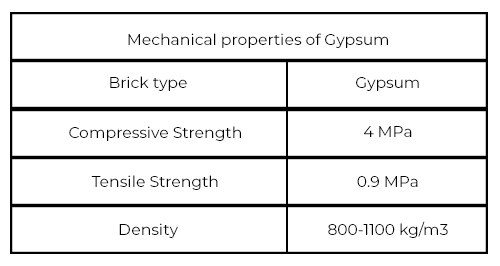 Mechanical properties of Gypsum
Brick type Gypsum
Compressive Strength 4 MPa
Tensile Strength 0.9 MPa
Density 800-1100 kg/m3